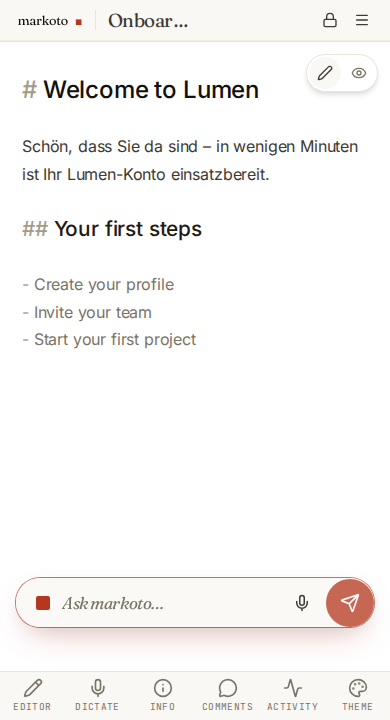 markoto
Onboar...
# Welcome to Lumen
Schön, dass Sie da sind – in wenigen Minuten
ist Ihr Lumen-Konto einsatzbereit.
## Your first steps
- Create your profile
- Invite your team
- Start your first project
Ask markoto...
EDITOR DICTATE INFO COMMENTS ACTIVITY THEME